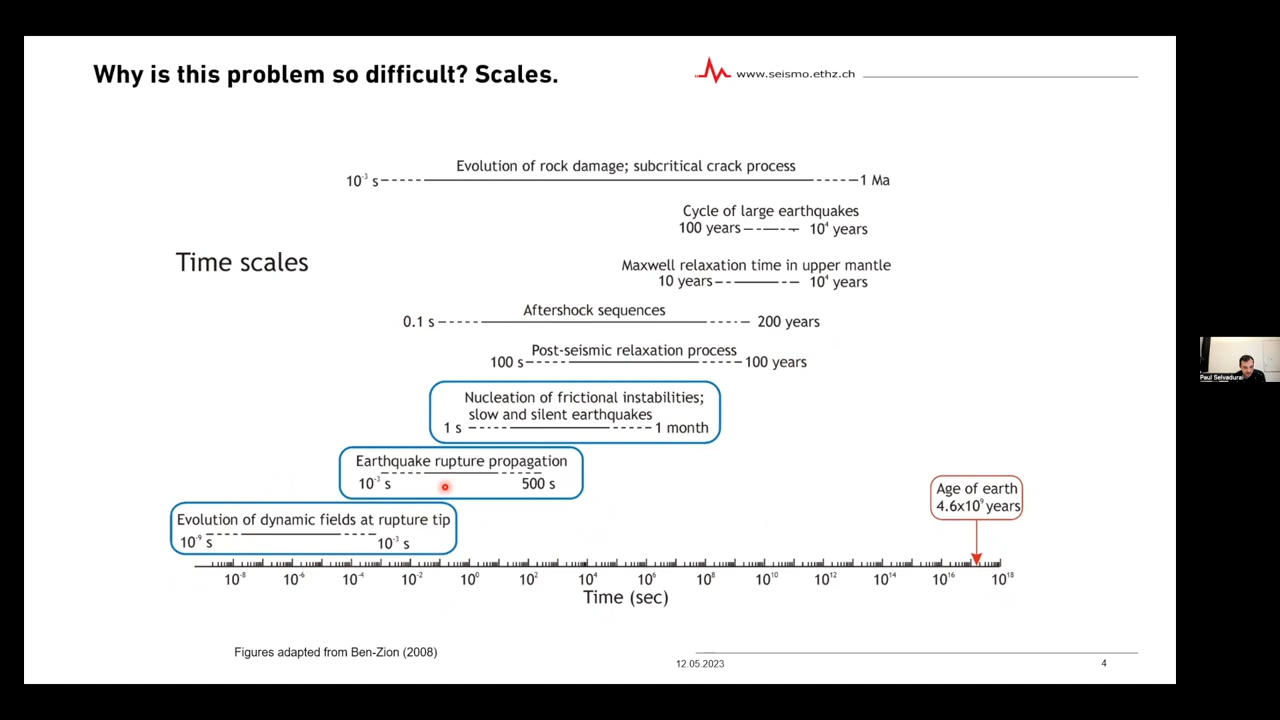 Why is this problem so difficult? Scales.
www.seismo.ethz.ch
Evolution of rock damage; subcritical crack process
10⁻³ s 1 Ma
Cycle of large earthquakes
100 years 10⁴ years
Time scales
Maxwell relaxation time in upper mantle
10 years 10⁴ years
Aftershock sequences
0.1 s 200 years
Post-seismic relaxation process
100 s 100 years
Nucleation of frictional instabilities;
slow and silent earthquakes
1 s 1 month
Earthquake rupture propagation
10⁻³ s 500 s
Age of earth
4.6x10⁹ years
Evolution of dynamic fields at rupture tip
10⁻⁹ s 10⁻³ s
10⁻⁸ 10⁻⁶ 10⁻⁴ 10⁻² 10⁰ 10² 10⁴ 10⁶ 10⁸ 10¹⁰ 10¹² 10¹⁴ 10¹⁶ 10¹⁸
Time (sec)
Figures adapted from Ben-Zion (2008)
12.05.2023
4
Paul Selvadurai